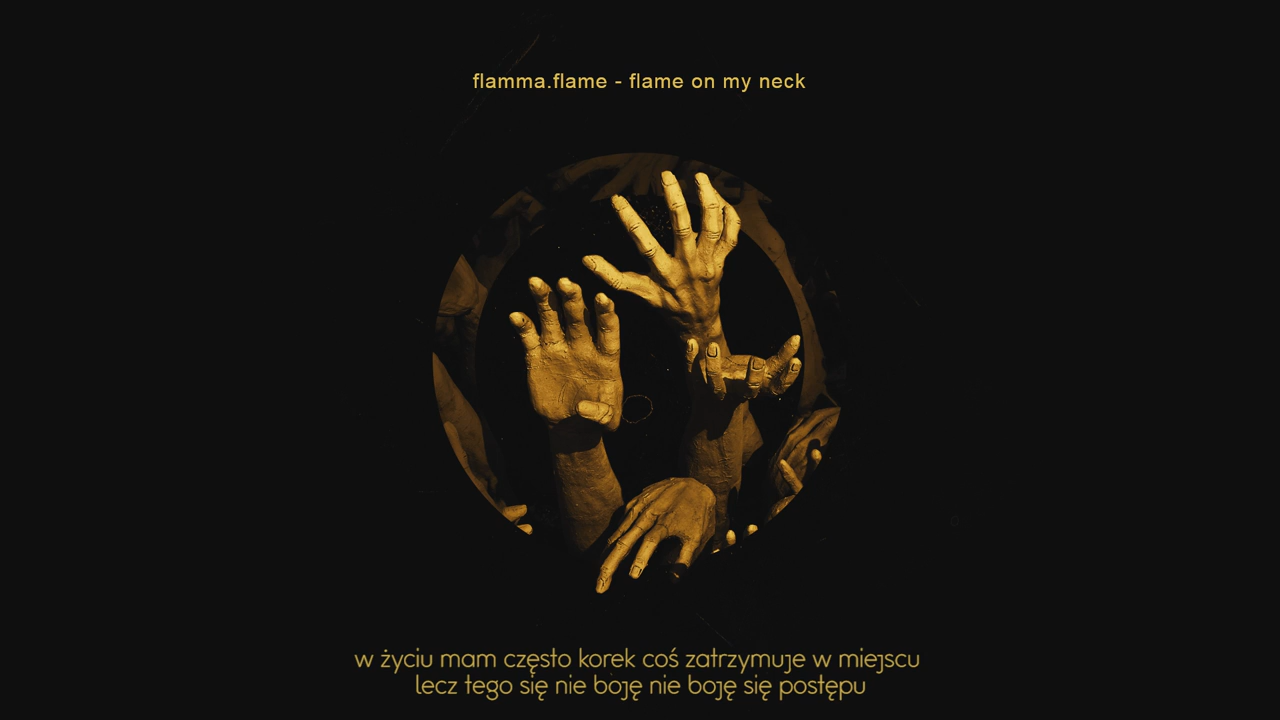 flamma.flame - flame on my neck
w życiu mam często korek coś zatrzymuje w miejscu
lecz tego się nie boję nie boję się postępu